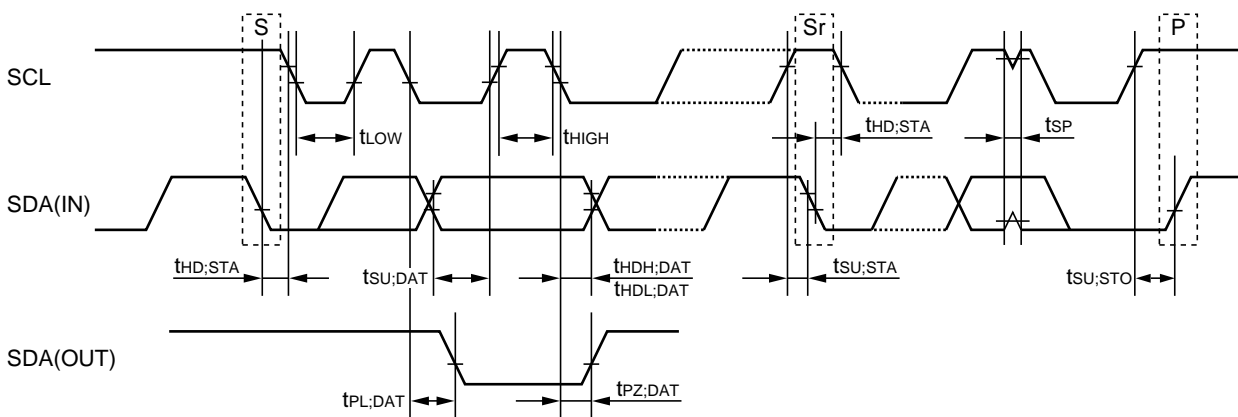 S Sr P
SCL
tLOW tHIGH tHD;STA tSP
SDA(IN)
tHD;STA tSU;DAT tHDH;DAT tSU;STA tSU;STO
tHDL;DAT
SDA(OUT)
tPL;DAT tPZ;DAT